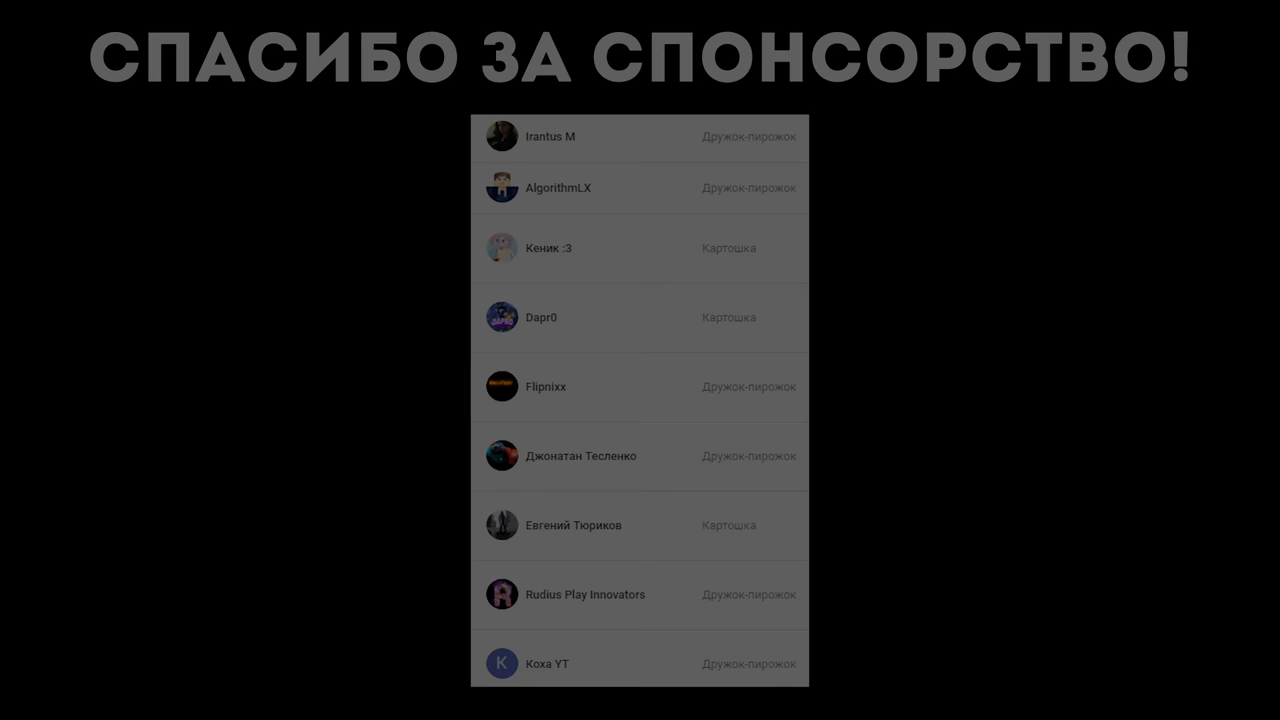 СПАСИБО ЗА СПОНСОРСТВО!
Irantus M Дружок-пирожок
AlgorithmLX Дружок-пирожок
Кеник :3 Картошка
Dapr0 Картошка
Flipnixx Дружок-пирожок
Джонатан Тесленко Дружок-пирожок
Евгений Тюриков Картошка
Rudius Play Innovators Дружок-пирожок
K Коха YT Дружок-пирожок